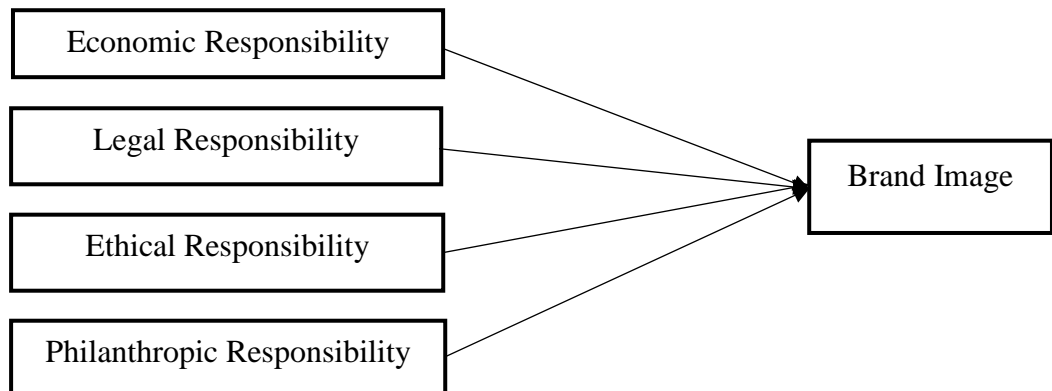 Economic Responsibility
Legal Responsibility
Brand Image
Ethical Responsibility
Philanthropic Responsibility